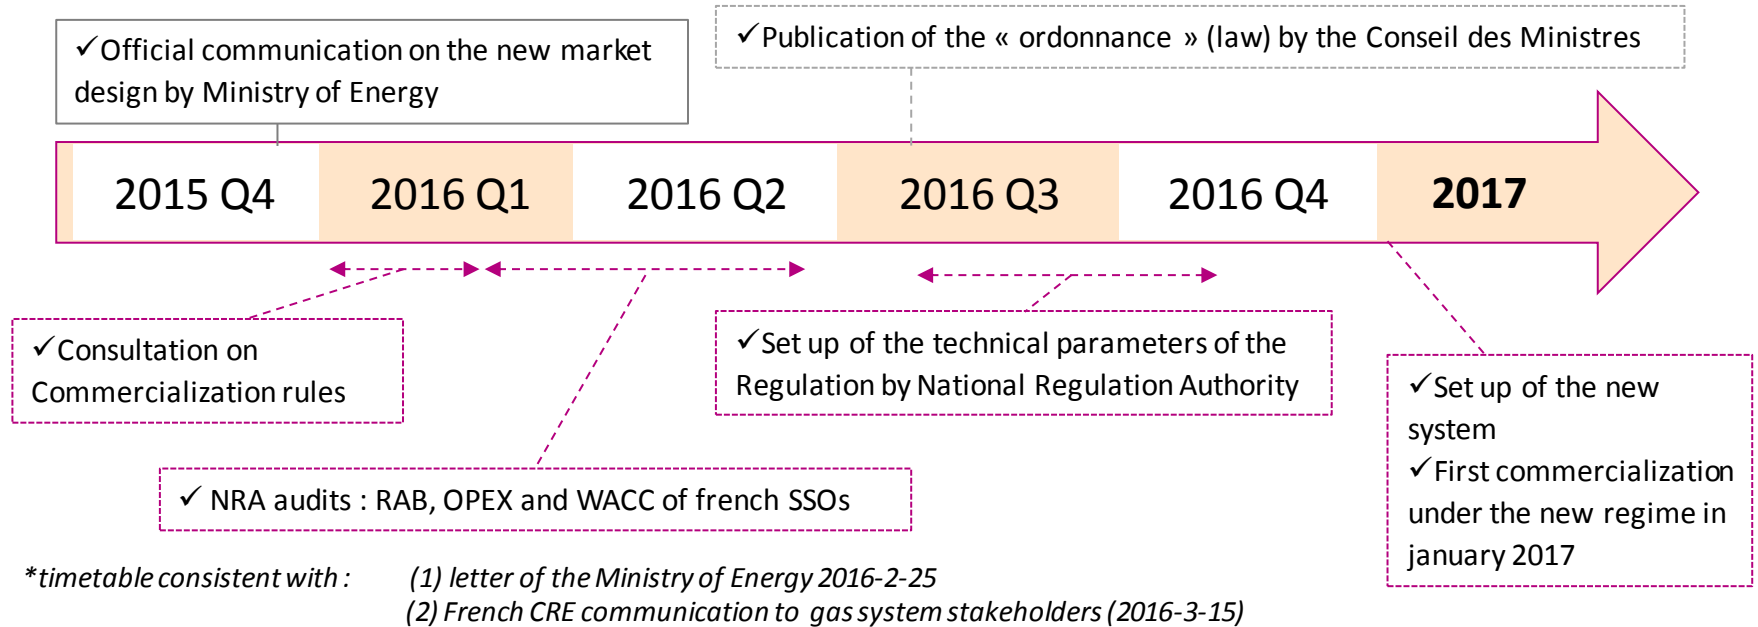 ✓Official communication on the new market
design by Ministry of Energy
✓Publication of the « ordonnance » (law) by the Conseil des Ministres
2015 Q4
2016 Q1
2016 Q2
2016 Q3
2016 Q4
2017
✓Consultation on
Commercialization rules
✓Set up of the technical parameters of the
Regulation by National Regulation Authority
✓Set up of the new
system
✓First commercialization
under the new regime in
january 2017
✓ NRA audits : RAB, OPEX and WACC of french SSOs
*timetable consistent with : (1) letter of the Ministry of Energy 2016-2-25
(2) French CRE communication to gas system stakeholders (2016-3-15)